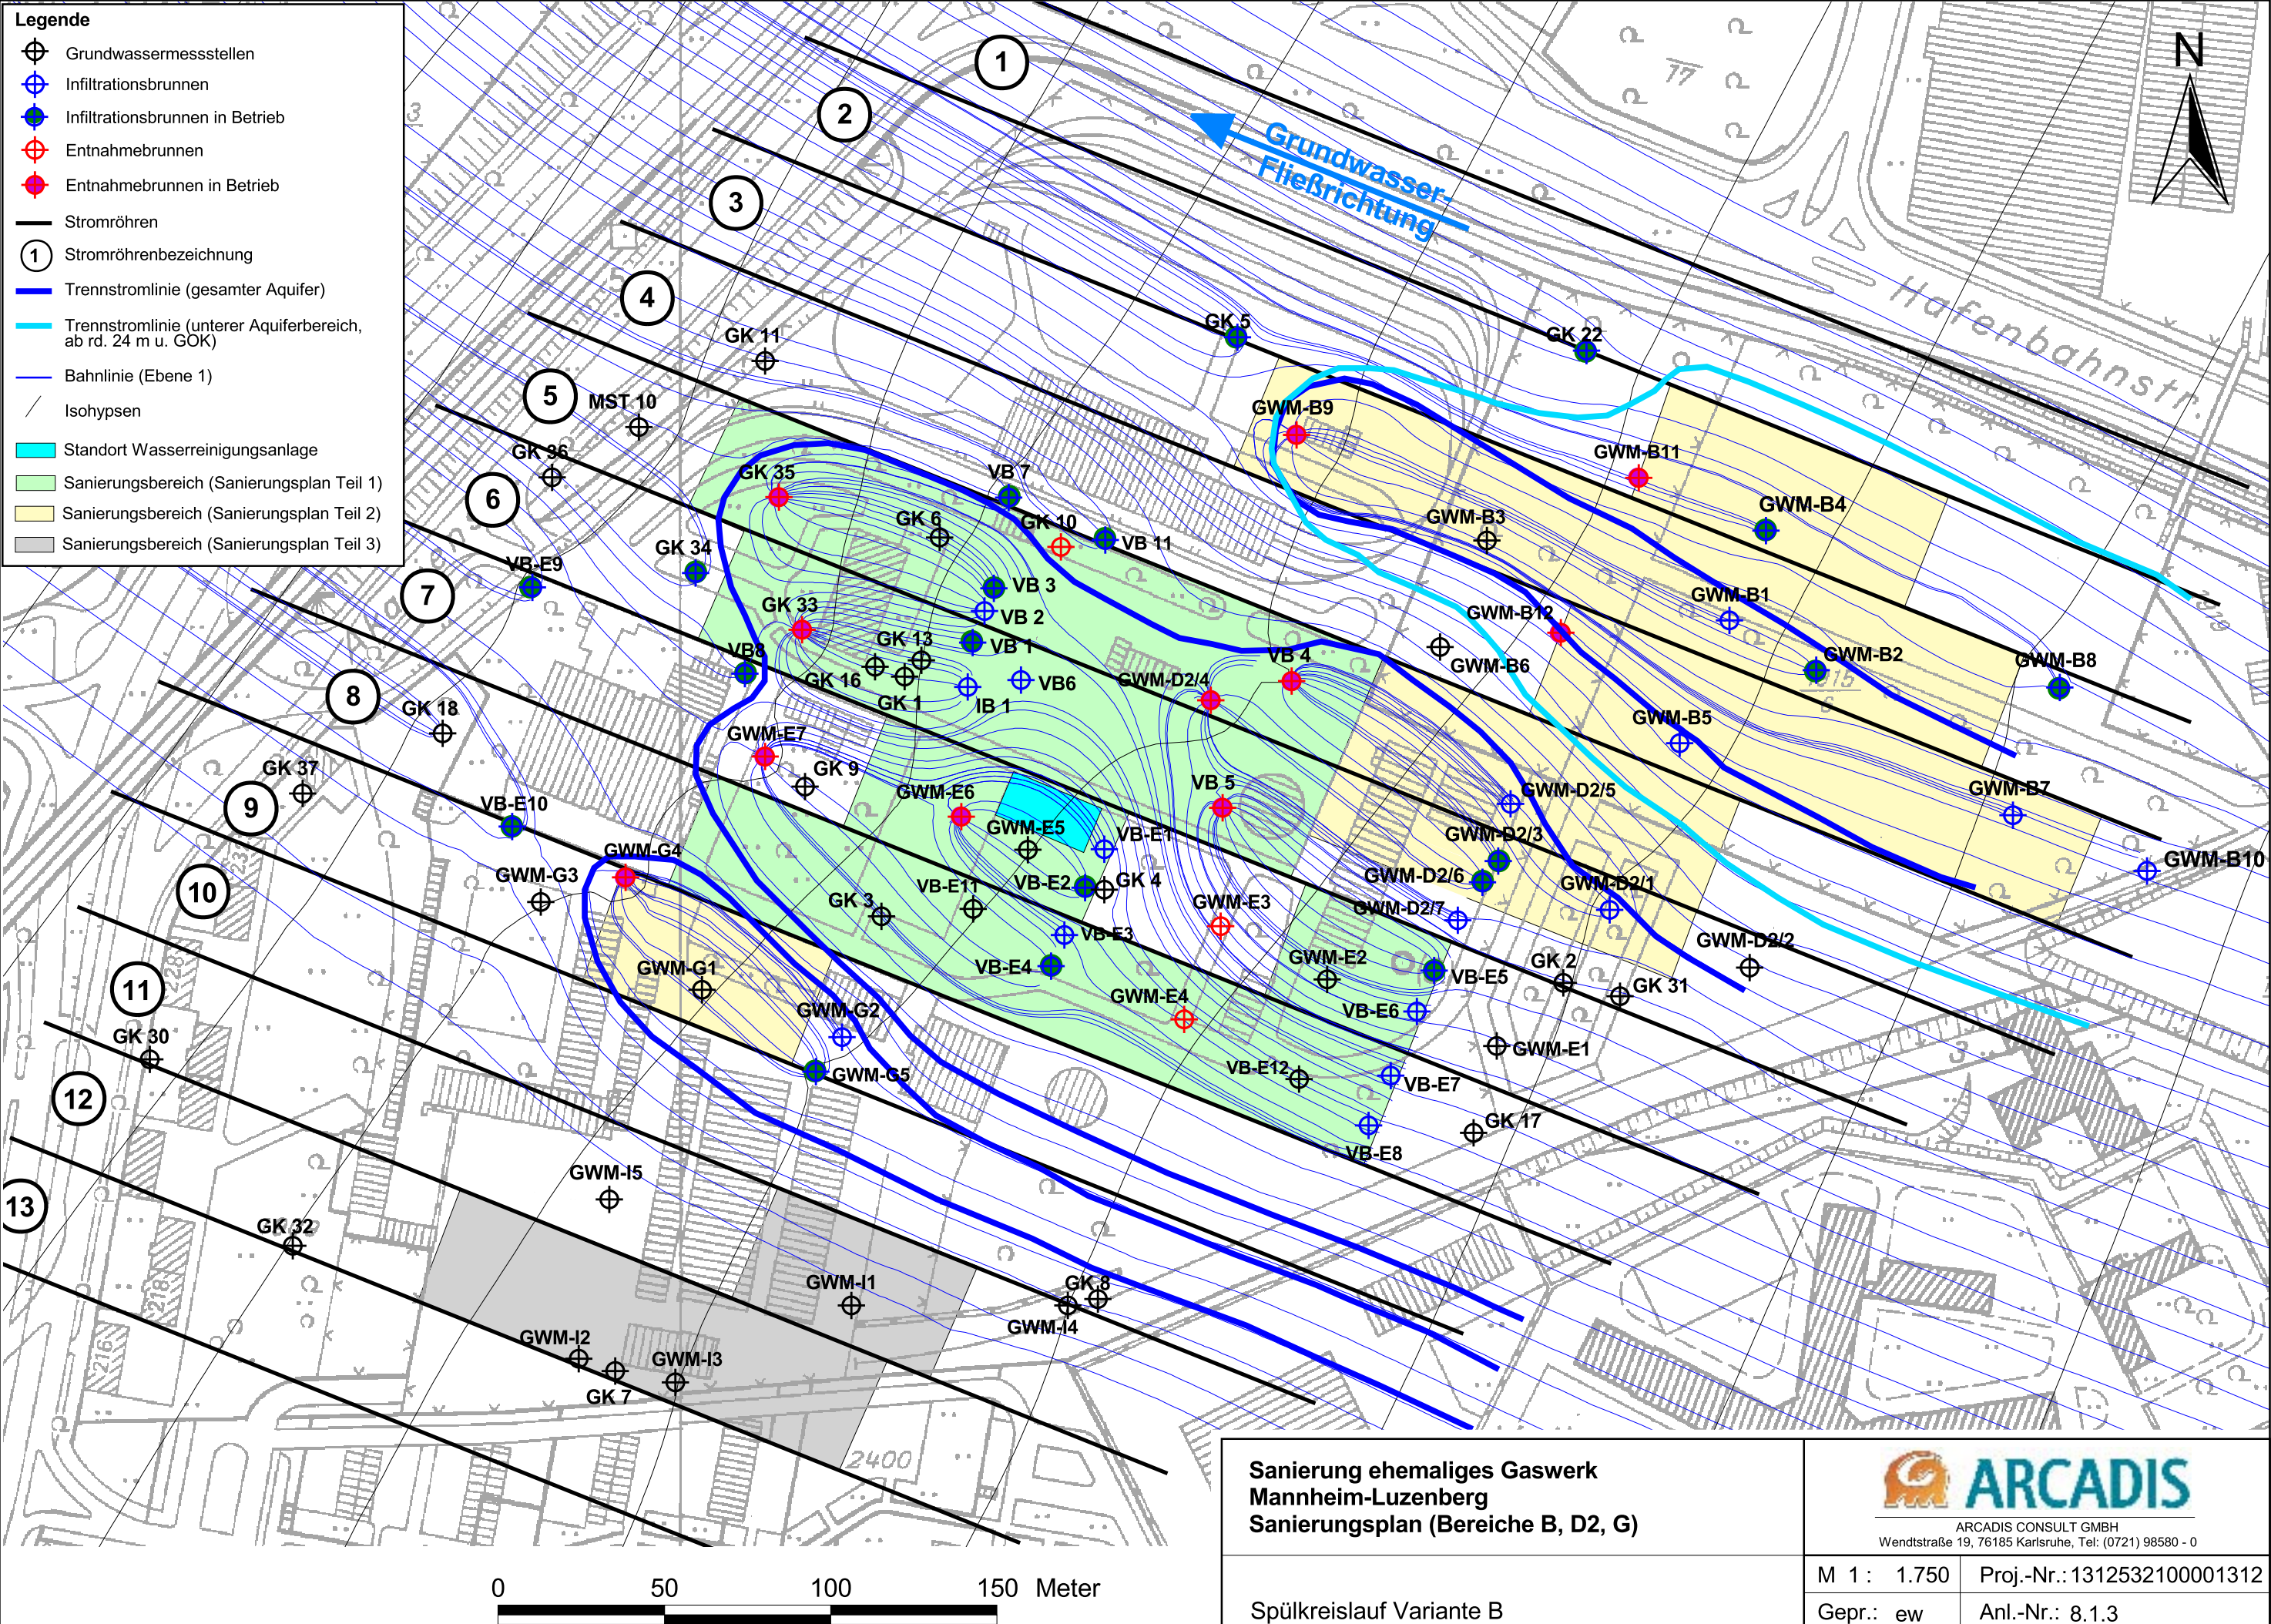 Legende
Grundwassermessstellen
Infiltrationsbrunnen
Infiltrationsbrunnen in Betrieb
Entnahmebrunnen
Entnahmebrunnen in Betrieb
Stromröhren
1 Stromröhrenbezeichnung
Trennstromlinie (gesamter Aquifer)
Trennstromlinie (unterer Aquiferbereich,
ab rd. 24 m u. GOK)
Bahnlinie (Ebene 1)
Isohypsen
Standort Wasserreinigungsanlage
Sanierungsbereich (Sanierungsplan Teil 1)
Sanierungsbereich (Sanierungsplan Teil 2)
Sanierungsbereich (Sanierungsplan Teil 3)
1
2
3
4
5
6
7
8
9
10
11
12
13
N
Grundwasser-
Fließrichtung
Hafenbahnstr.
17
GK 5
GK 22
GK 11
MST 10
GK 36
GWM-B9
GWM-B11
GWM-B4
GK 35
VB 7
GK 6
GK 10
VB 11
GWM-B3
GK 34
VB-E9
VB 3
GK 33
VB 2
GWM-B12
GWM-B1
GK 13
VB 1
VB8
GK 16
GK 1
VB6
IB 1
GWM-D2/4
VB 4
GWM-B6
GWM-B2
GWM-B8
GK 18
GWM-E7
GWM-B5
GK 37
GK 9
VB-E10
GWM-E6
VB 5
GWM-D2/5
GWM-B7
GWM-E5
VB-E1
GWM-D2/3
GWM-B10
GWM-G4
GWM-G3
VB-E11
VB-E2
GK 4
GWM-D2/6
GWM-D2/1
GK 3
GWM-E3
GWM-D2/7
VB-E3
GWM-D2/2
GWM-G1
VB-E4
GWM-E2
VB-E5
GK 2
GK 31
GWM-G2
GWM-E4
VB-E6
GWM-E1
GK 30
GWM-G5
VB-E12
VB-E7
GK 17
VB-E8
GWM-I5
GK 32
GWM-I1
GK 8
GWM-I4
GWM-I2
GK 7
GWM-I3
2400
0 50 100 150 Meter
Sanierung ehemaliges Gaswerk
Mannheim-Luzenberg
Sanierungsplan (Bereiche B, D2, G)
Spülkreislauf Variante B
ARCADIS
ARCADIS CONSULT GMBH
Wendtstraße 19, 76185 Karlsruhe, Tel: (0721) 98580 - 0
M 1 : 1.750 Proj.-Nr.: 1312532100001312
Gepr.: ew Anl.-Nr.: 8.1.3